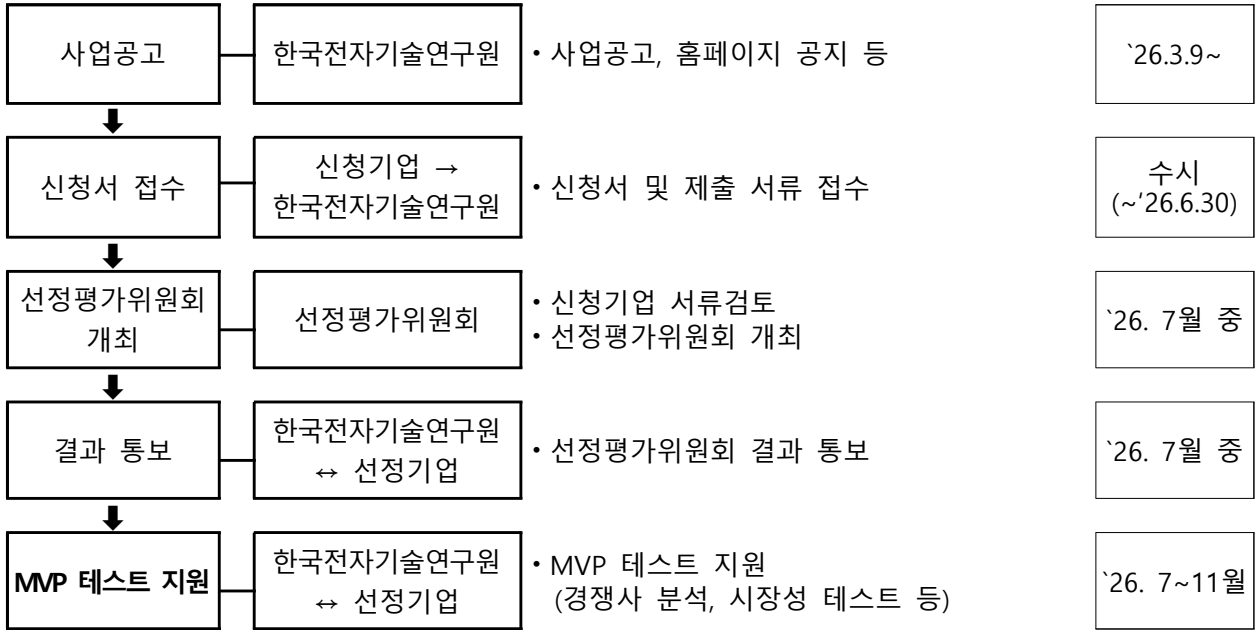 사업공고
한국전자기술연구원
・사업공고, 홈페이지 공지 등
`26.3.9~
신청서 접수
신청기업 →
한국전자기술연구원
・신청서 및 제출 서류 접수
수시
(~'26.6.30)
선정평가위원회
개최
선정평가위원회
・신청기업 서류검토
・선정평가위원회 개최
`26. 7월 중
결과 통보
한국전자기술연구원
↔ 선정기업
・선정평가위원회 결과 통보
`26. 7월 중
MVP 테스트 지원
한국전자기술연구원
↔ 선정기업
・MVP 테스트 지원
(경쟁사 분석, 시장성 테스트 등)
`26. 7~11월